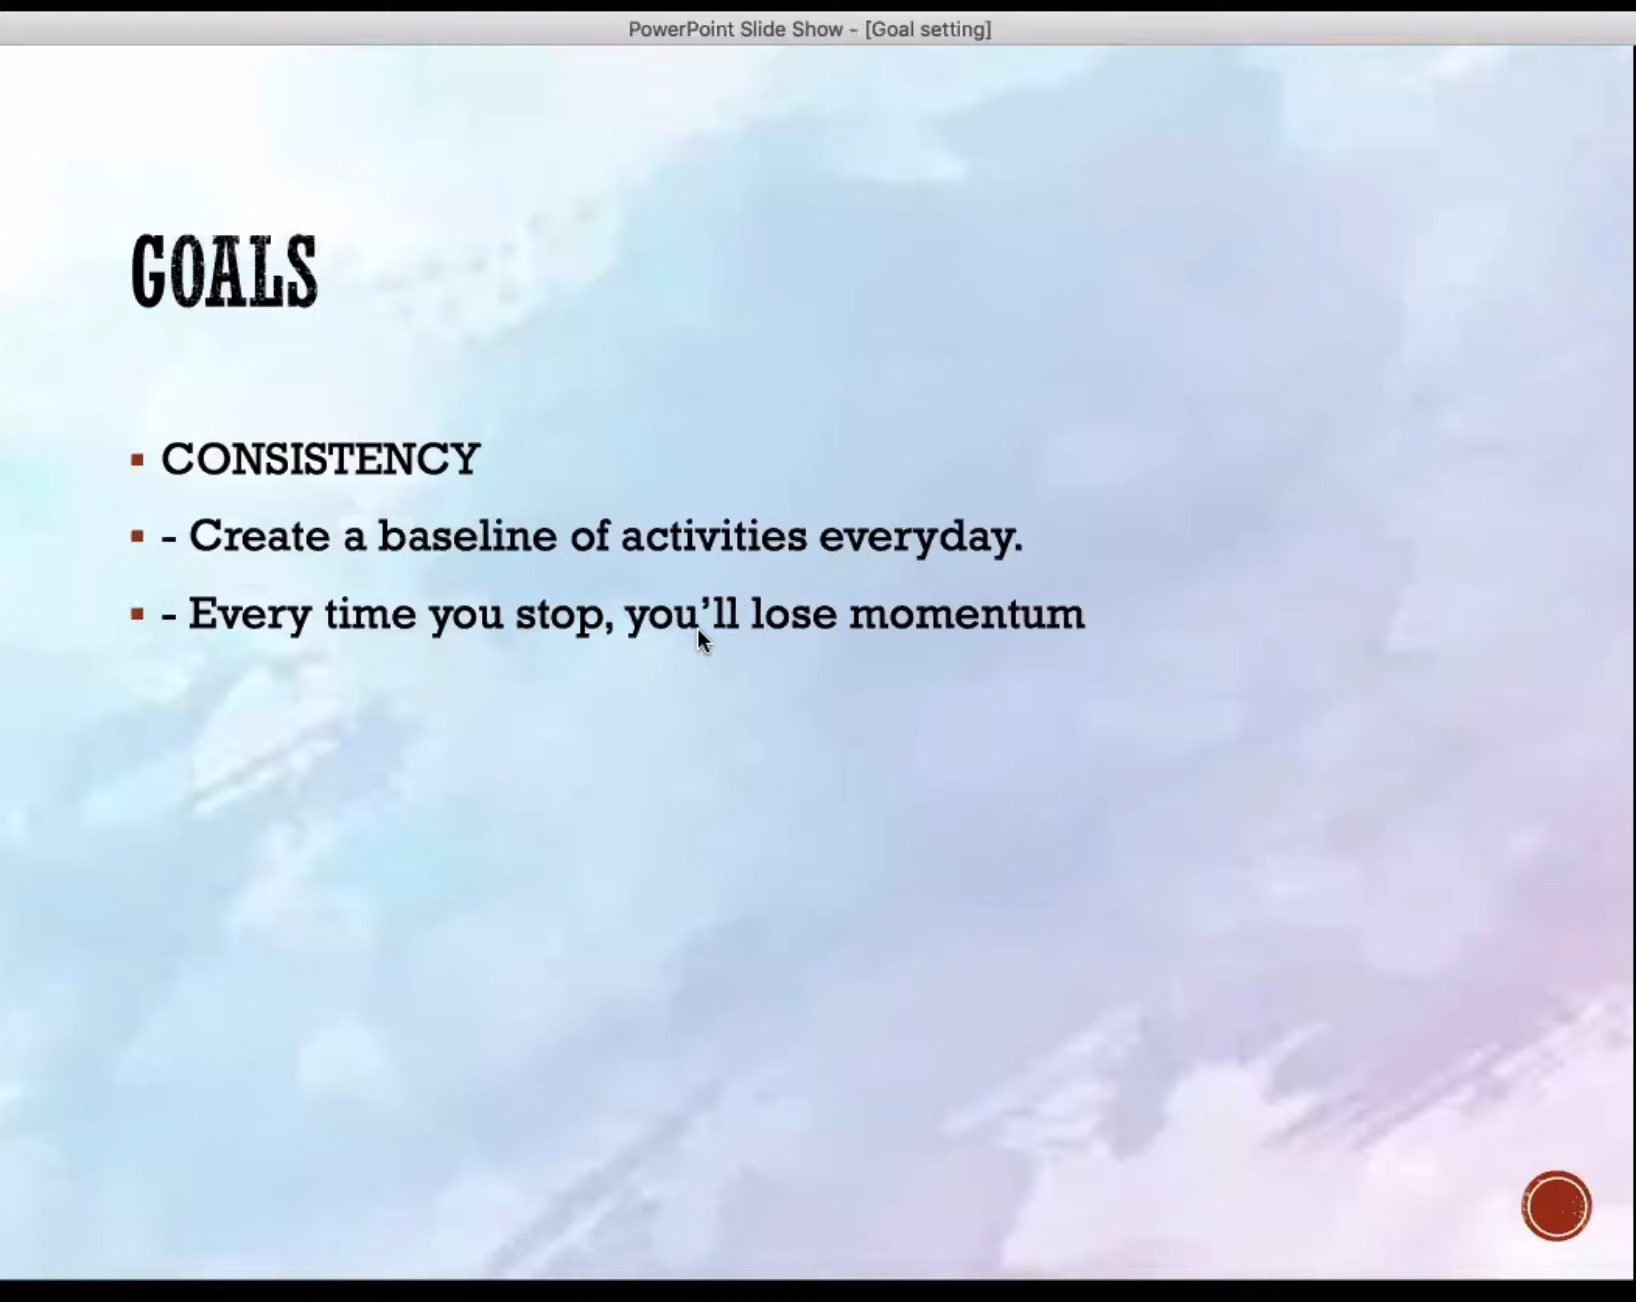 PowerPoint Slide Show - [Goal setting]
GOALS
▪ CONSISTENCY
▪ - Create a baseline of activities everyday.
▪ - Every time you stop, you’ll lose momentum